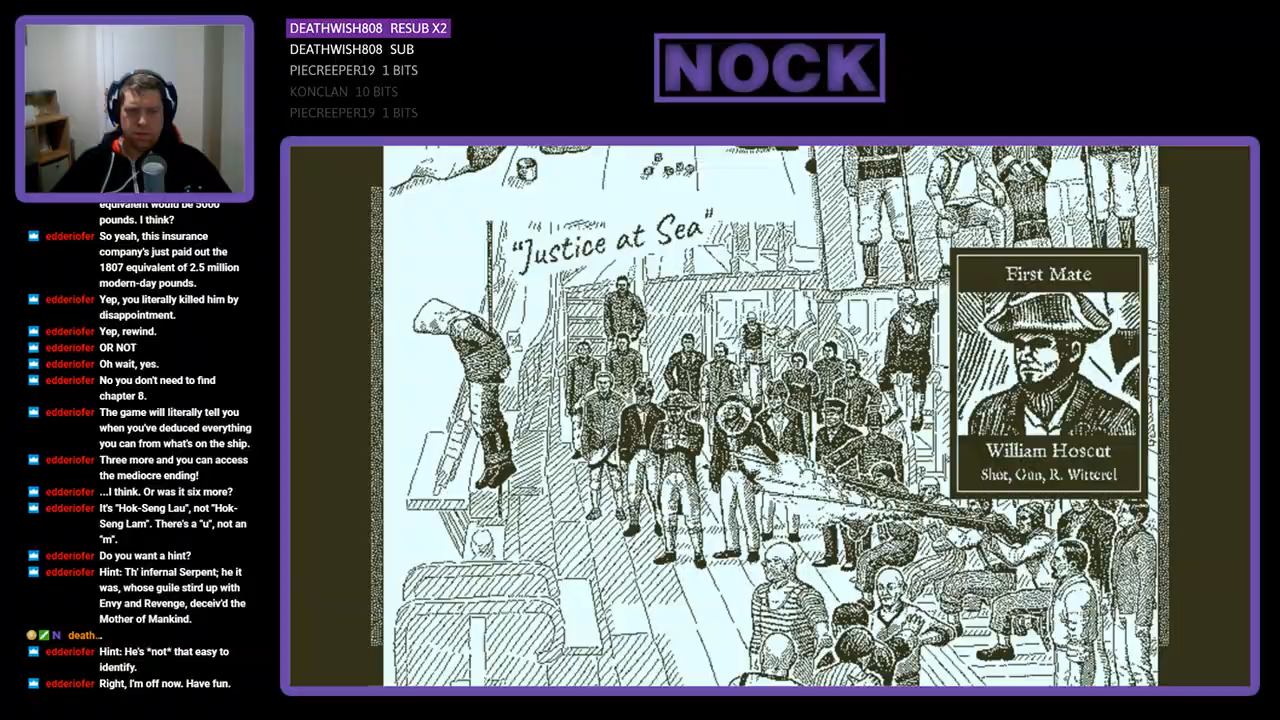 DEATHWISH808 RESUB X2
DEATHWISH808 SUB
PIECREEPER19 1 BITS
KONCLAN 10 BITS
PIECREEPER19 1 BITS
NOCK
equivalent would be 5000
pounds. I think?
edderiofer So yeah, this insurance
company's just paid out the
1807 equivalent of 2.5 million
modern-day pounds.
edderiofer Yep, you literally killed him by
disappointment.
edderiofer Yep, rewind.
edderiofer OR NOT
edderiofer Oh wait, yes.
edderiofer No you don't need to find
chapter 8.
edderiofer The game will literally tell you
when you've deduced everything
you can from what's on the ship.
edderiofer Three more and you can access
the mediocre ending!
edderiofer ...I think. Or was it six more?
edderiofer It's "Hok-Seng Lau", not "Hok-
Seng Lam". There's a "u", not an
"m".
edderiofer Do you want a hint?
edderiofer Hint: Th' infernal Serpent; he it
was, whose guile stird up with
Envy and Revenge, deceiv'd the
Mother of Mankind.
N death...
edderiofer Hint: He's *not* that easy to
identify.
edderiofer Right, I'm off now. Have fun.
"Justice at Sea"
First Mate
William Hoscut
Shot, Gun, R. Witterel